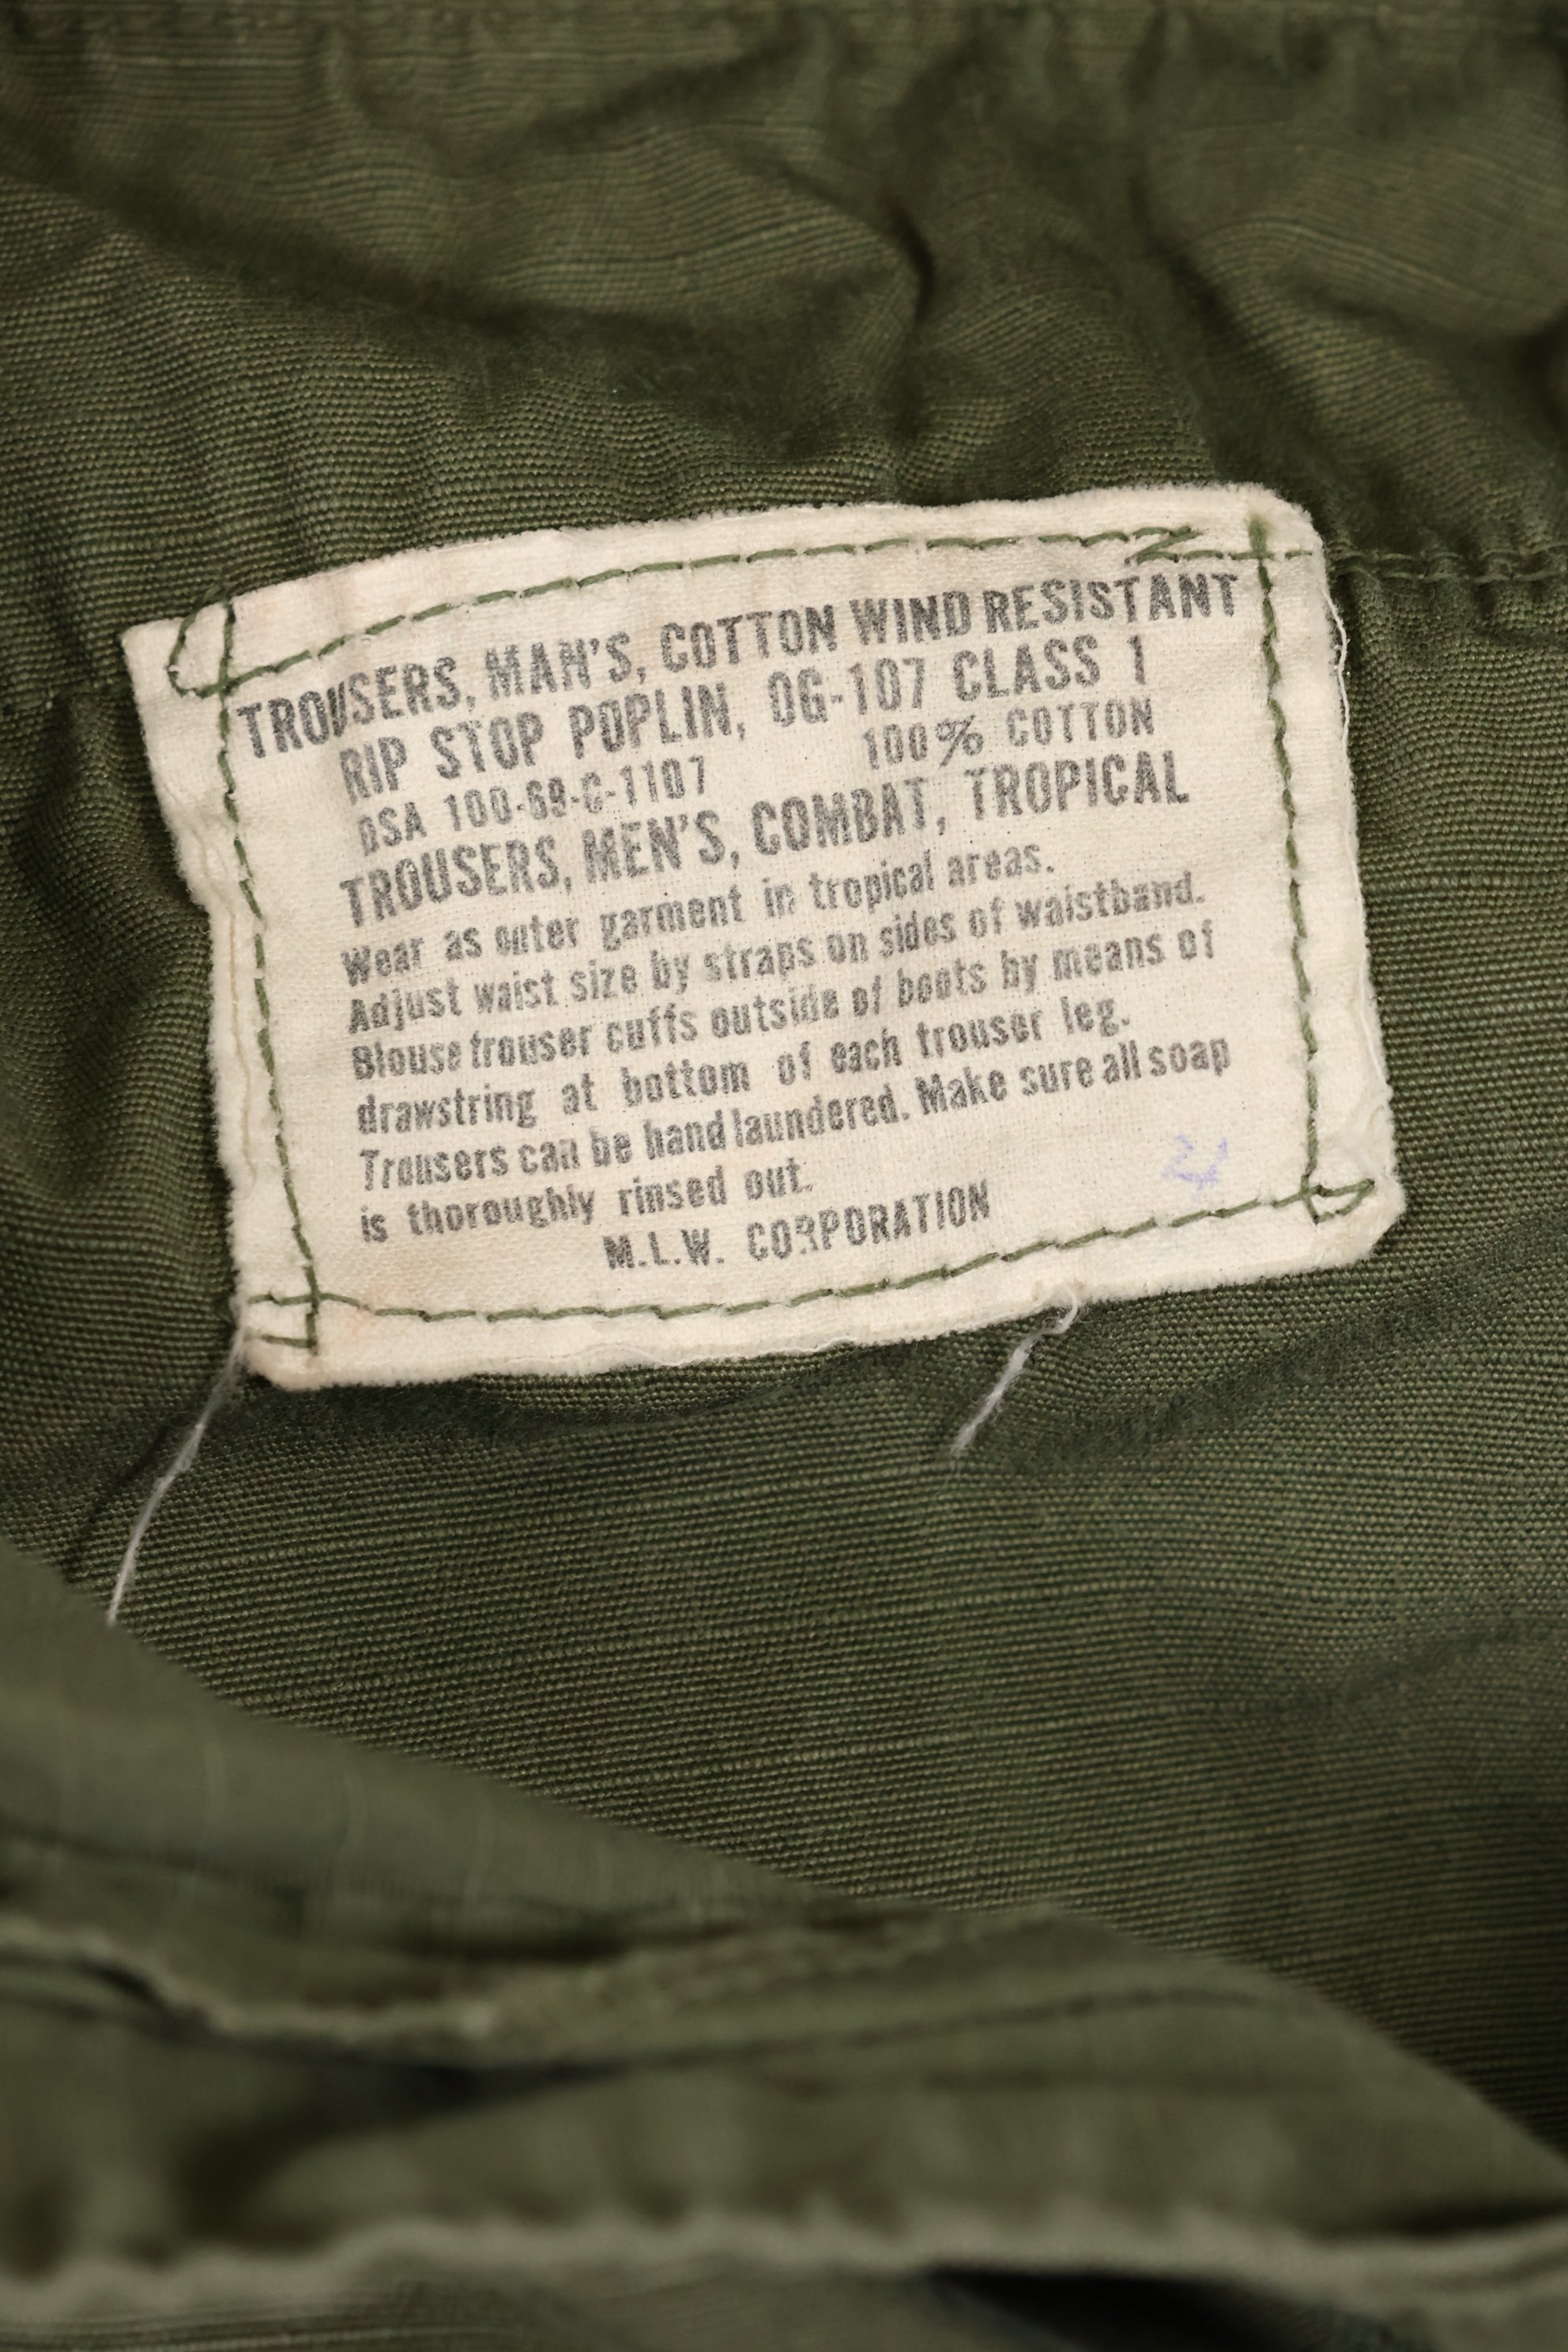 TROUSERS, MAN'S, COTTON WIND RESISTANT
RIP STOP POPLIN, OG-107 CLASS 1
DSA 100-69-C-1107 100% COTTON
TROUSERS, MEN'S, COMBAT, TROPICAL
Wear as outer garment in tropical areas.
Adjust waist size by straps on sides of waistband.
Blouse trouser cuffs outside of boots by means of
drawstring at bottom of each trouser leg.
Trousers can be hand laundered. Make sure all soap
is thoroughly rinsed out.
M.L.W. CORPORATION